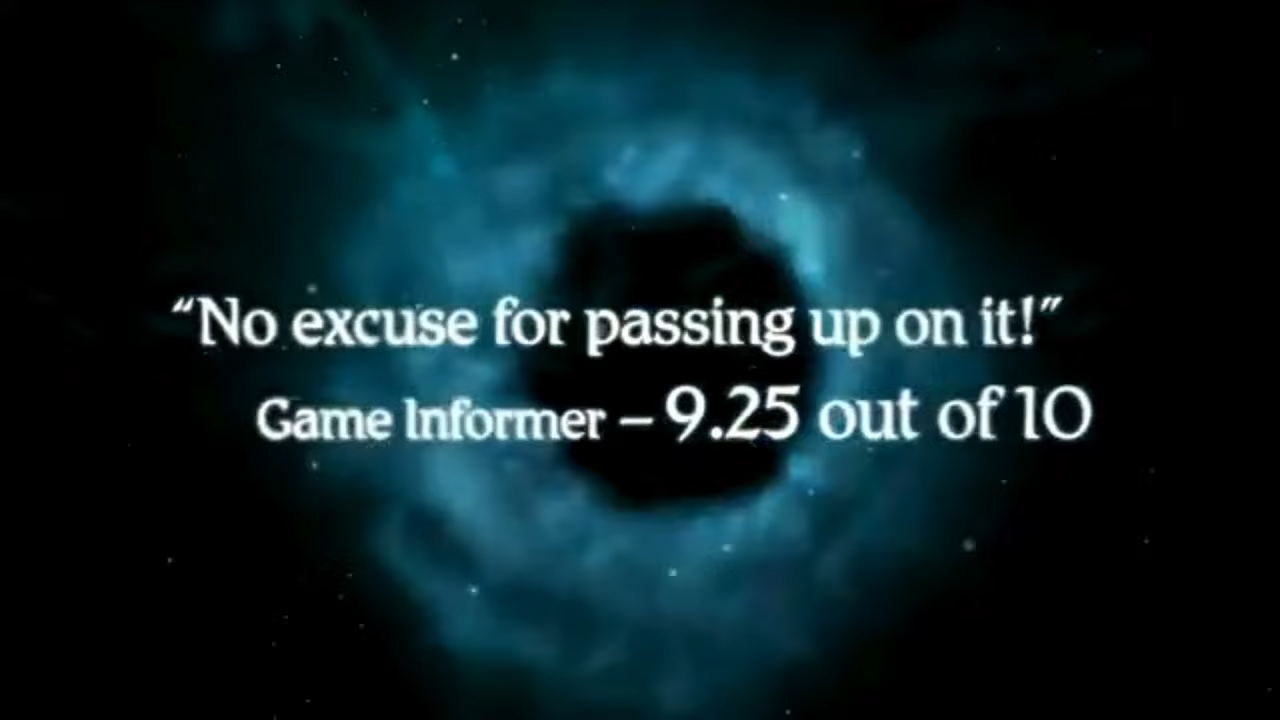 “No excuse for passing up on it!”
Game Informer – 9.25 out of 10